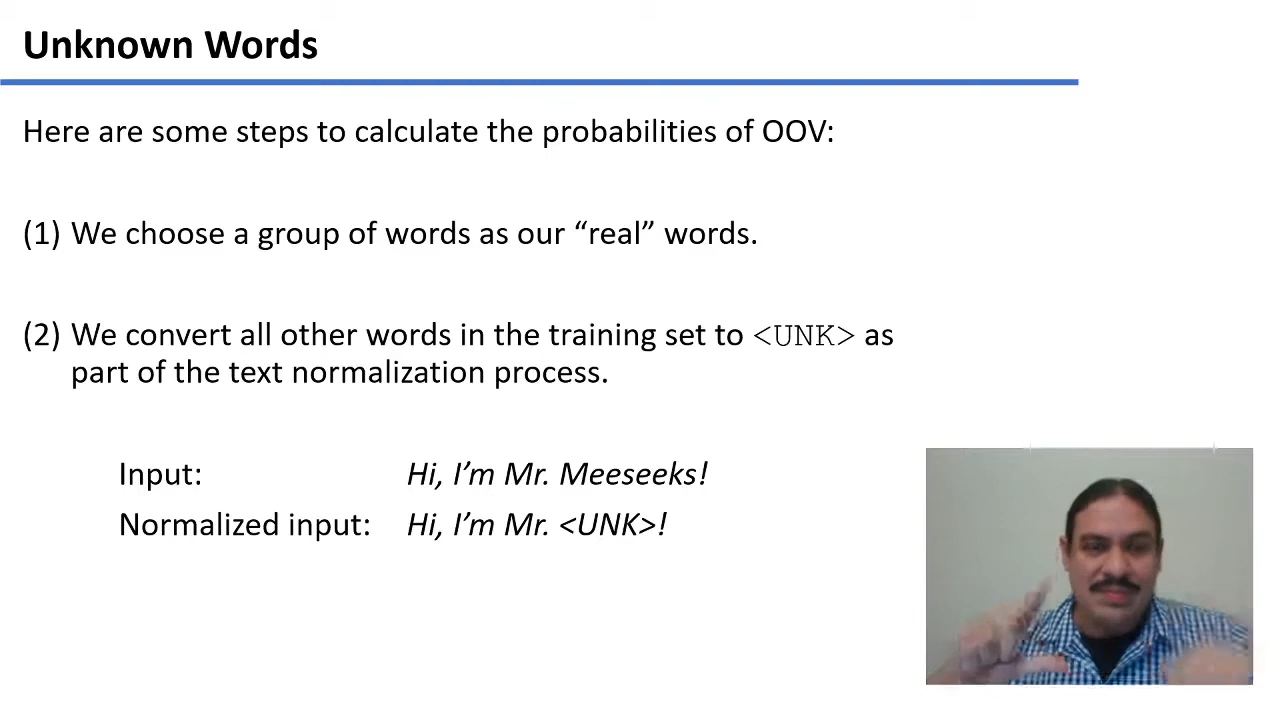 Unknown Words
Here are some steps to calculate the probabilities of OOV:
(1) We choose a group of words as our “real” words.
(2) We convert all other words in the training set to <UNK> as
part of the text normalization process.
Input: Hi, I’m Mr. Meeseeks!
Normalized input: Hi, I’m Mr. <UNK>!